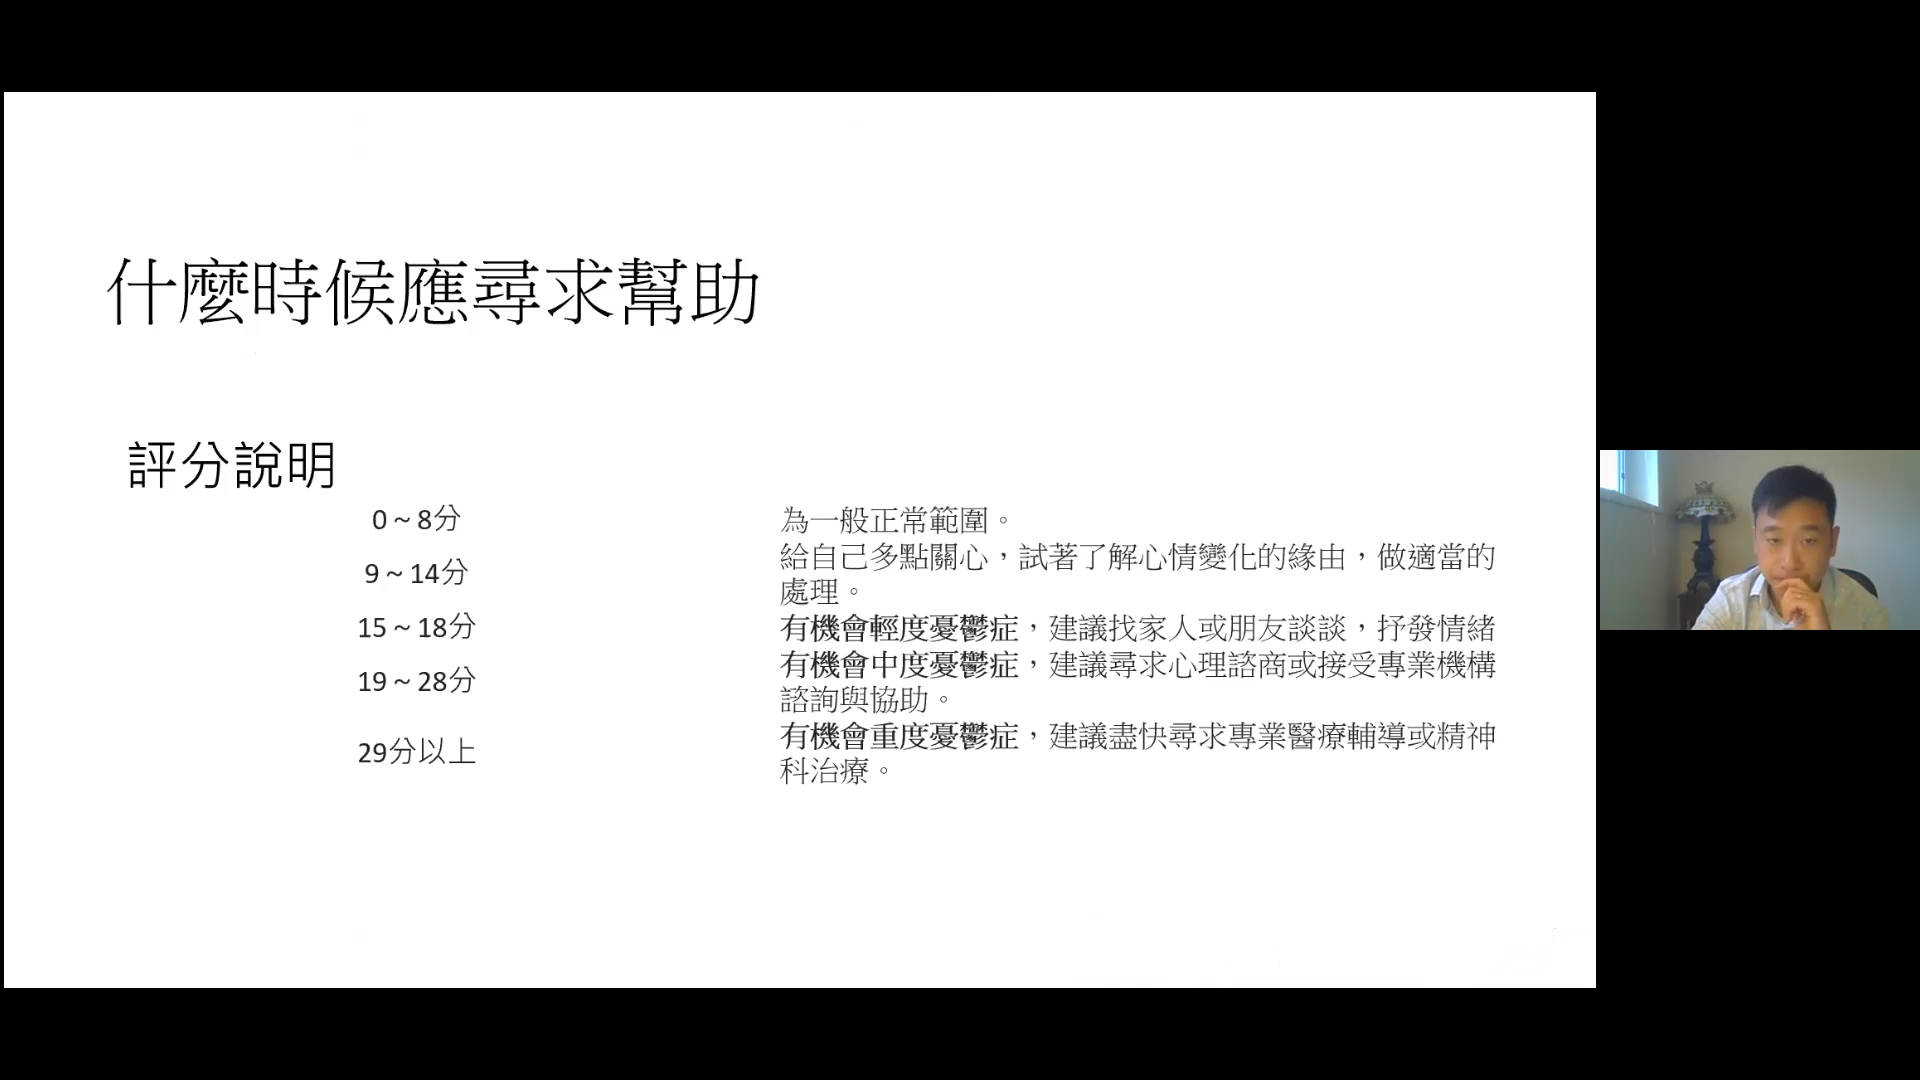 什麼時候應尋求幫助
評分說明
0～8分
為一般正常範圍。
9～14分
給自己多點關心，試著了解心情變化的緣由，做適當的
處理。
15～18分
有機會輕度憂鬱症，建議找家人或朋友談談，抒發情緒
19～28分
有機會中度憂鬱症，建議尋求心理諮商或接受專業機構
諮詢與協助。
29分以上
有機會重度憂鬱症，建議盡快尋求專業醫療輔導或精神
科治療。